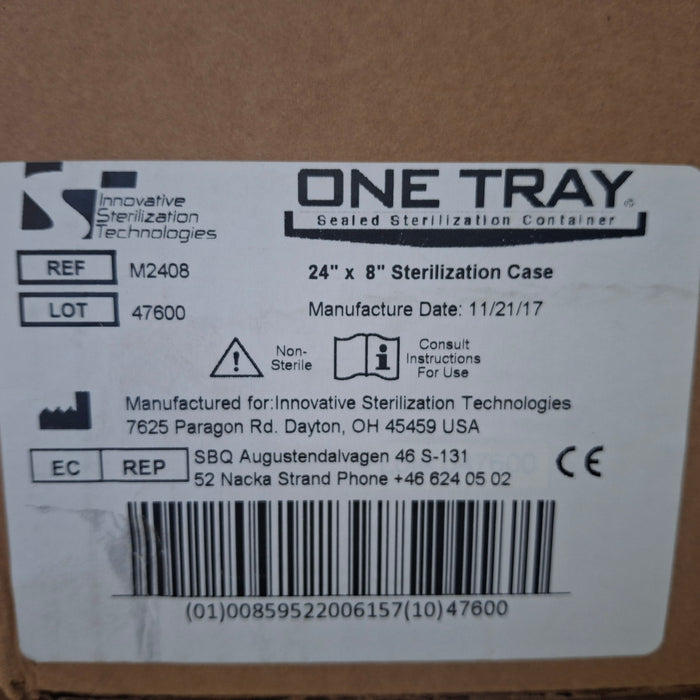 Innovative
Sterilization
Technologies
ONE TRAY®
Sealed Sterilization Container
REF M2408
24" x 8" Sterilization Case
LOT 47600
Manufacture Date: 11/21/17
Non-
Sterile
Consult
Instructions
For Use
Manufactured for:Innovative Sterilization Technologies
7625 Paragon Rd. Dayton, OH 45459 USA
EC REP
SBQ Augustendalvagen 46 S-131
52 Nacka Strand Phone +46 624 05 02
CE
(01)00859522006157(10)47600